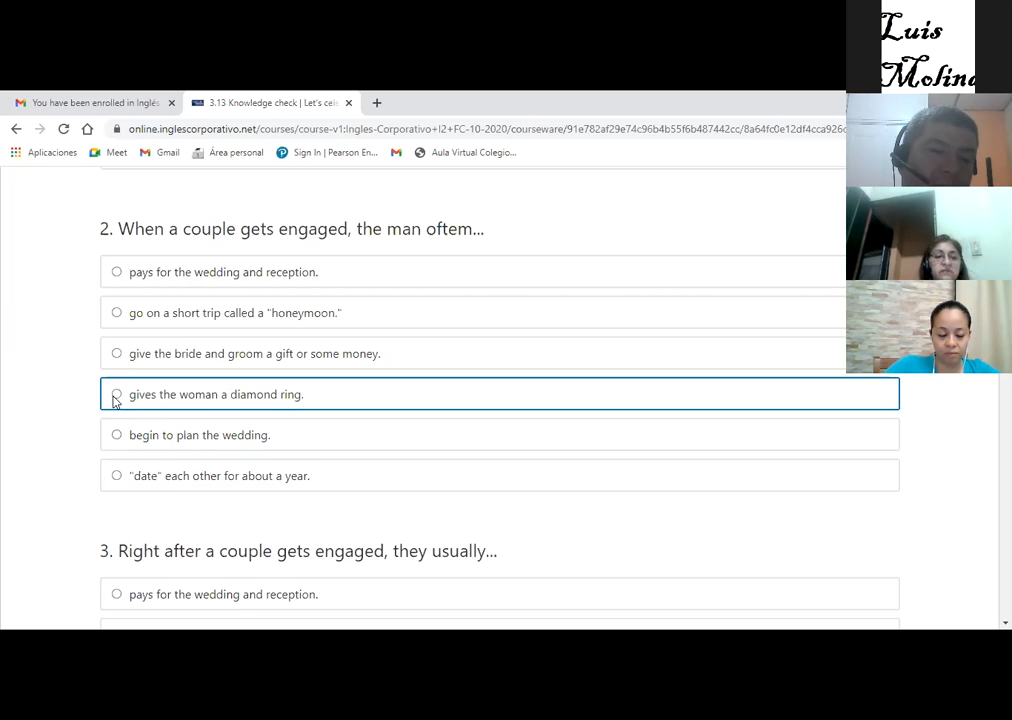 Luis
Molina
You have been enrolled in Inglés
3.13 Knowledge check | Let's cel
online.inglescorporativo.net/courses/course-v1:Ingles-Corporativo+I2+FC-10-2020/courseware/91e782af29e74c96b4b55f6b487442cc/8a64fc0e12df4cca926c
Aplicaciones Meet Gmail Área personal Sign In | Pearson En... Aula Virtual Colegio...
2. When a couple gets engaged, the man oftem...
pays for the wedding and reception.
go on a short trip called a "honeymoon."
give the bride and groom a gift or some money.
gives the woman a diamond ring.
begin to plan the wedding.
"date" each other for about a year.
3. Right after a couple gets engaged, they usually...
pays for the wedding and reception.